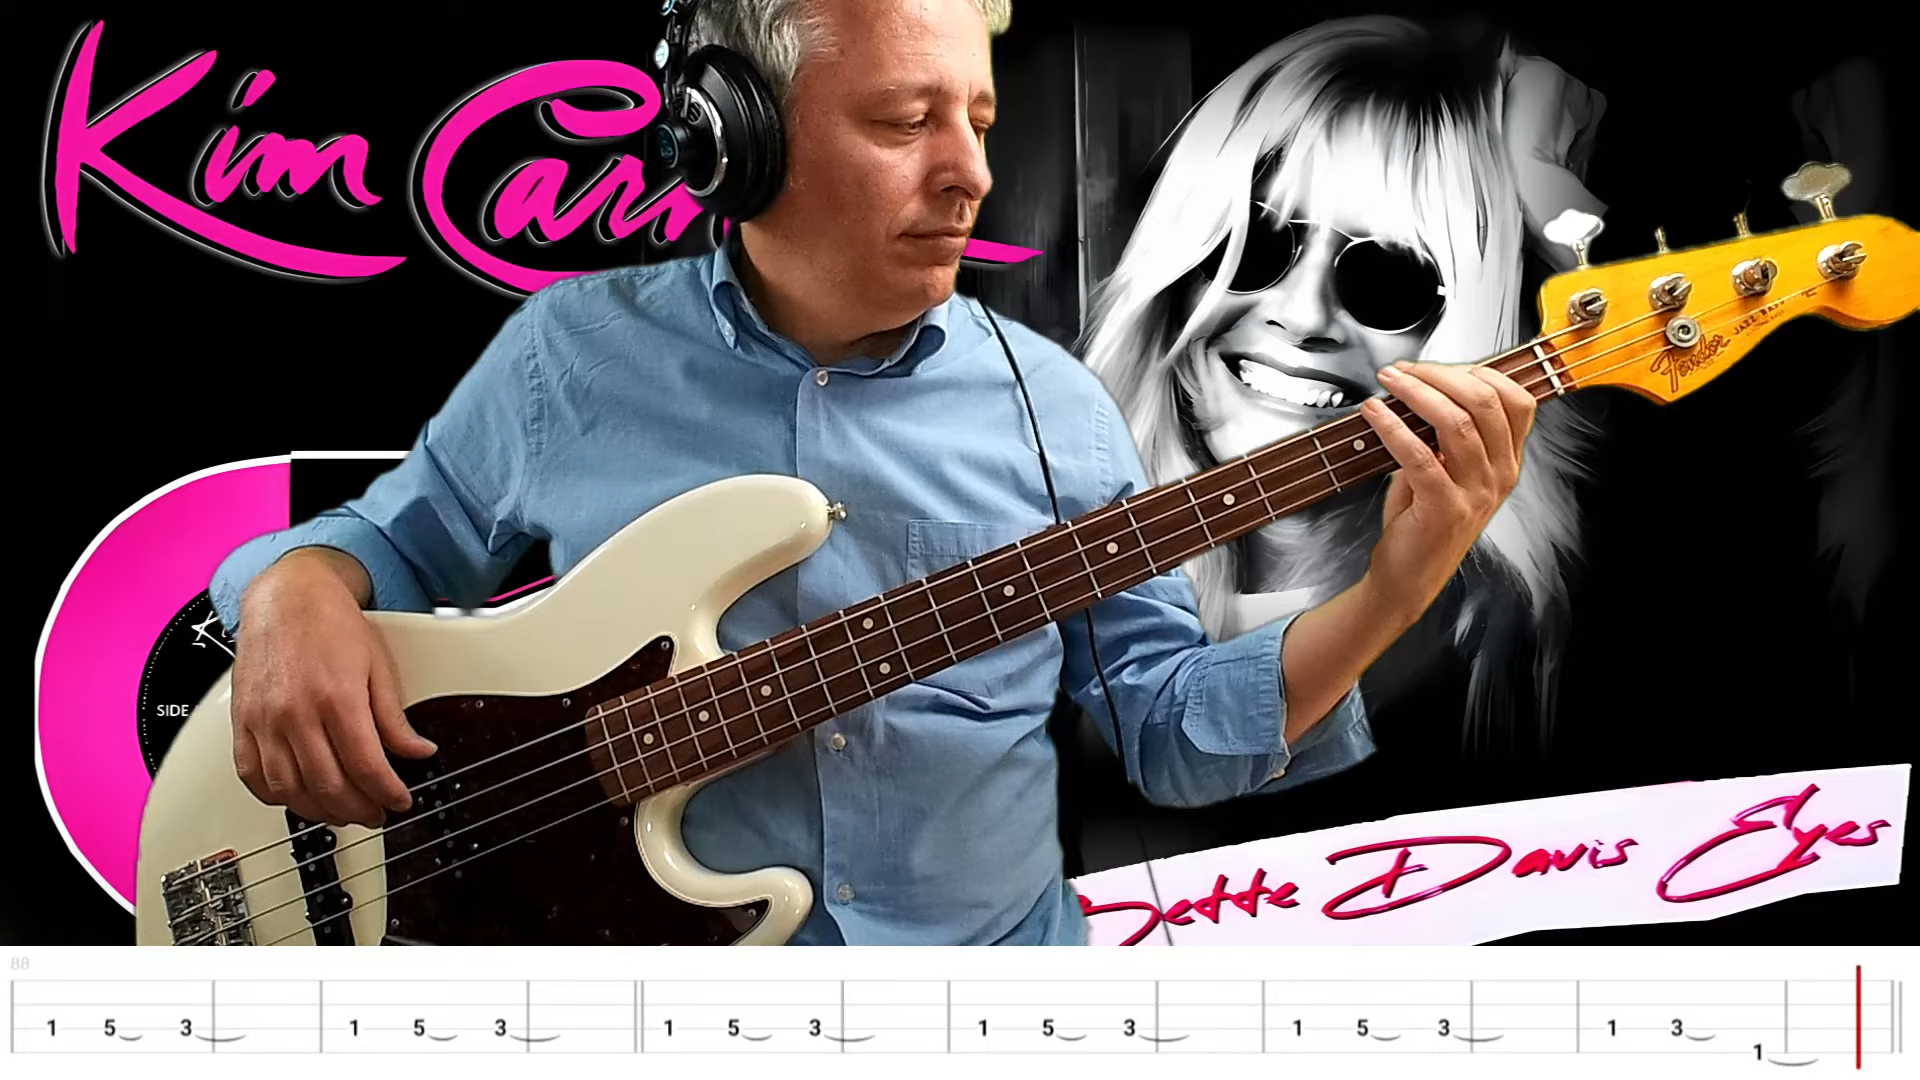 Kim Car
Fender
JAZZ BASS
SIDE
Bette Davis Eyes
88
1 5 3 1 5 3 1 5 3 1 5 3 1 5 3 1 3
1